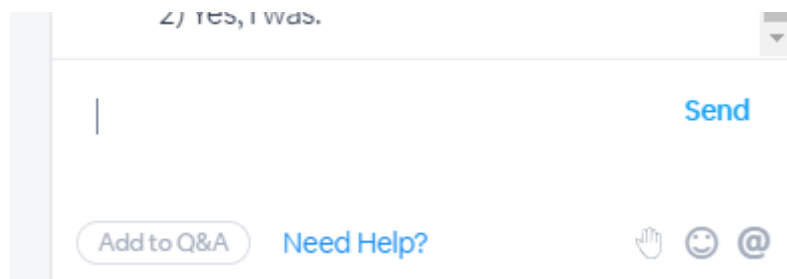 2) Yes, I was.
Send
Add to Q&A Need Help? @